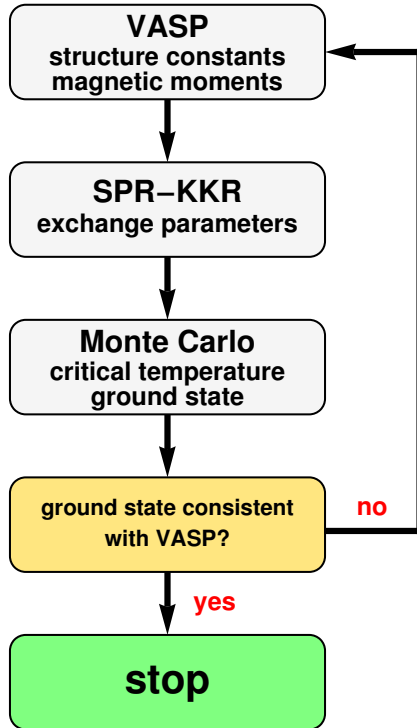 VASP
structure constants
magnetic moments
SPR−KKR
exchange parameters
Monte Carlo
critical temperature
ground state
ground state consistent
with VASP?
no
yes
stop